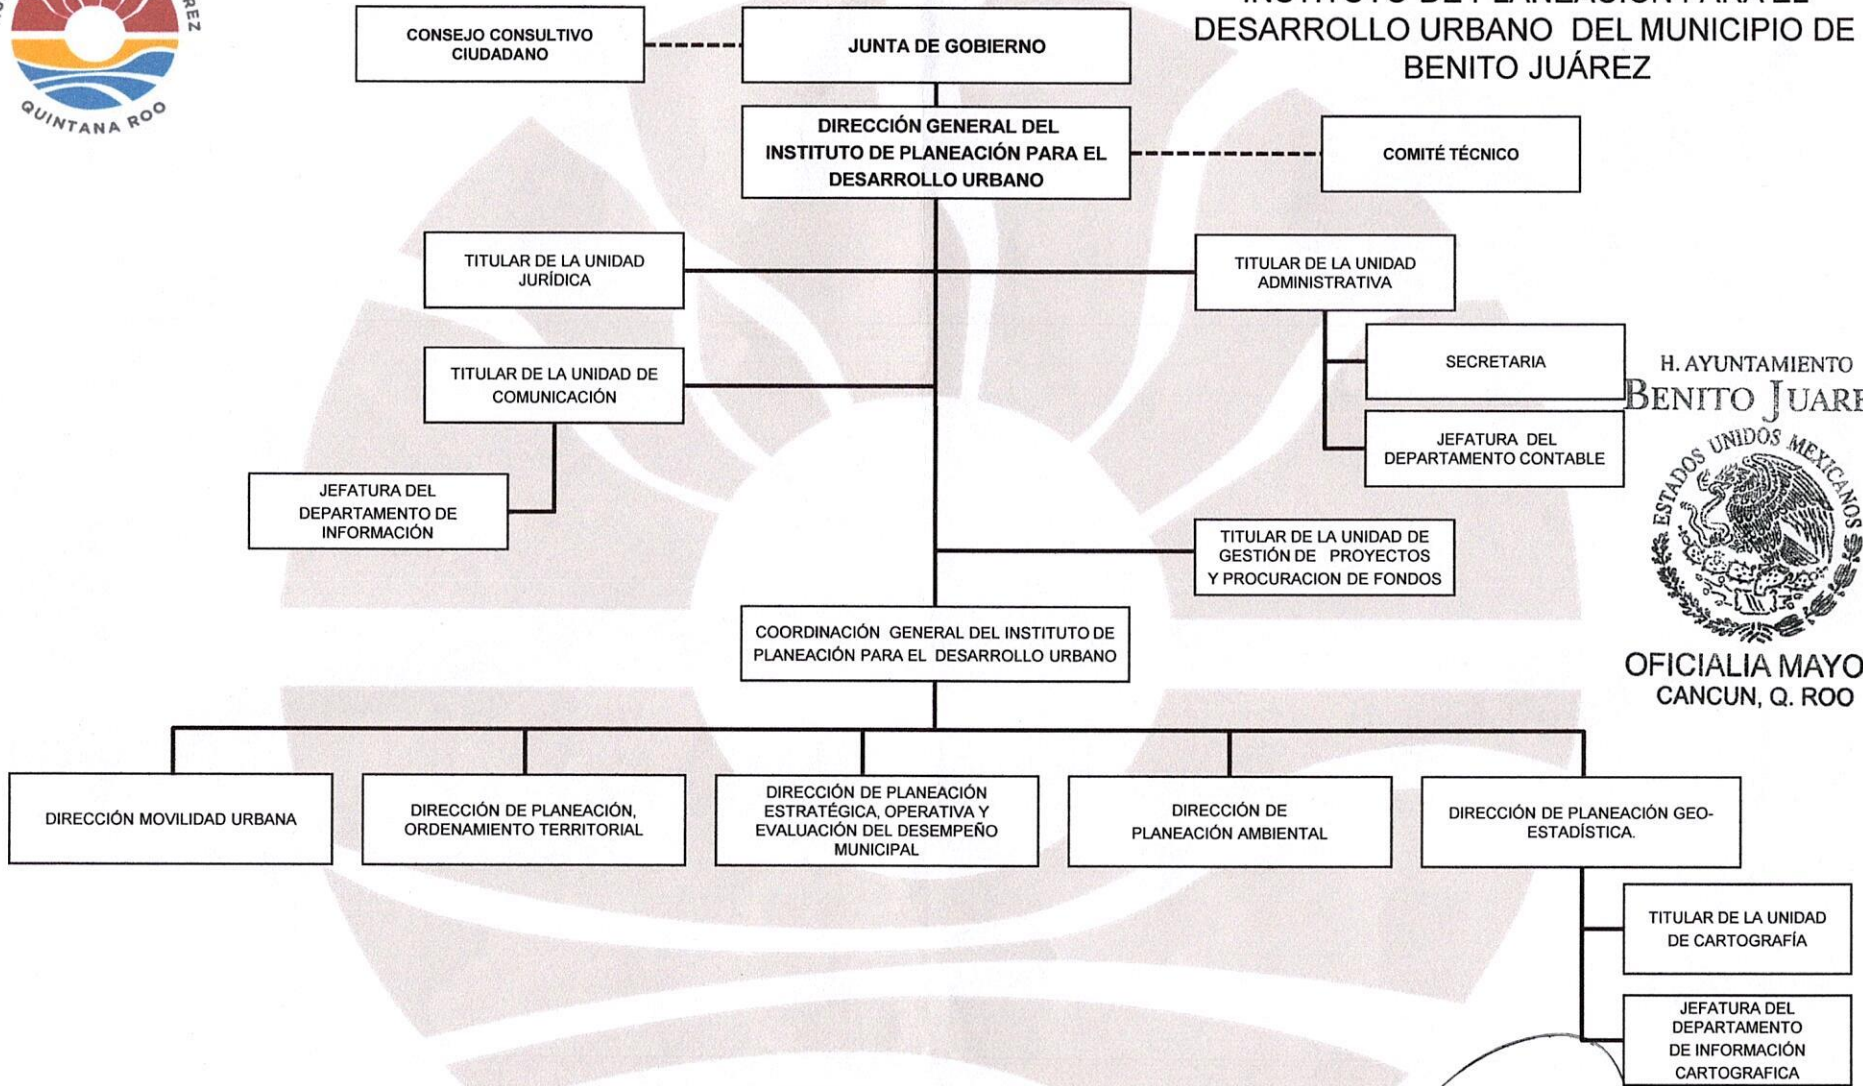 QUINTANA ROO
CONSEJO CONSULTIVO
CIUDADANO
JUNTA DE GOBIERNO
INSTITUTO DE PLANEACIÓN PARA EL
DESARROLLO URBANO DEL MUNICIPIO DE
BENITO JUÁREZ
DIRECCIÓN GENERAL DEL
INSTITUTO DE PLANEACIÓN PARA EL
DESARROLLO URBANO
COMITÉ TÉCNICO
TITULAR DE LA UNIDAD
JURÍDICA
TITULAR DE LA UNIDAD
ADMINISTRATIVA
TITULAR DE LA UNIDAD DE
COMUNICACIÓN
SECRETARIA
JEFATURA DEL
DEPARTAMENTO CONTABLE
JEFATURA DEL
DEPARTAMENTO DE
INFORMACIÓN
TITULAR DE LA UNIDAD DE
GESTIÓN DE PROYECTOS
Y PROCURACION DE FONDOS
H. AYUNTAMIENTO
BENITO JUARE
ESTADOS UNIDOS MEXICANOS
OFICIALIA MAYO
CANCUN, Q. ROO
COORDINACIÓN GENERAL DEL INSTITUTO DE
PLANEACIÓN PARA EL DESARROLLO URBANO
DIRECCIÓN MOVILIDAD URBANA
DIRECCIÓN DE PLANEACIÓN,
ORDENAMIENTO TERRITORIAL
DIRECCIÓN DE PLANEACIÓN
ESTRATÉGICA, OPERATIVA Y
EVALUACIÓN DEL DESEMPEÑO
MUNICIPAL
DIRECCIÓN DE
PLANEACIÓN AMBIENTAL
DIRECCIÓN DE PLANEACIÓN GEO-
ESTADÍSTICA.
TITULAR DE LA UNIDAD
DE CARTOGRAFÍA
JEFATURA DEL
DEPARTAMENTO
DE INFORMACIÓN
CARTOGRAFICA